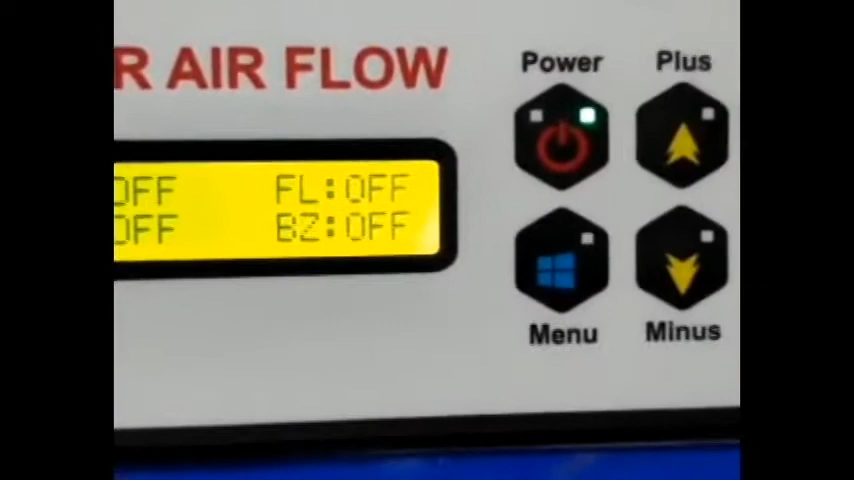 R AIR FLOW
Power
Plus
OFF FL:OFF
OFF BZ:OFF
Menu
Minus